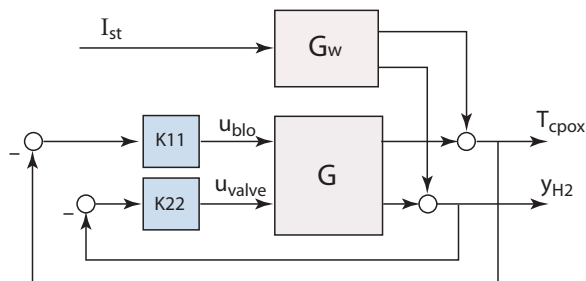 I_st
G_w
T_cpox
K11
u_blo
G
K22
u_valve
y_H2
-
-